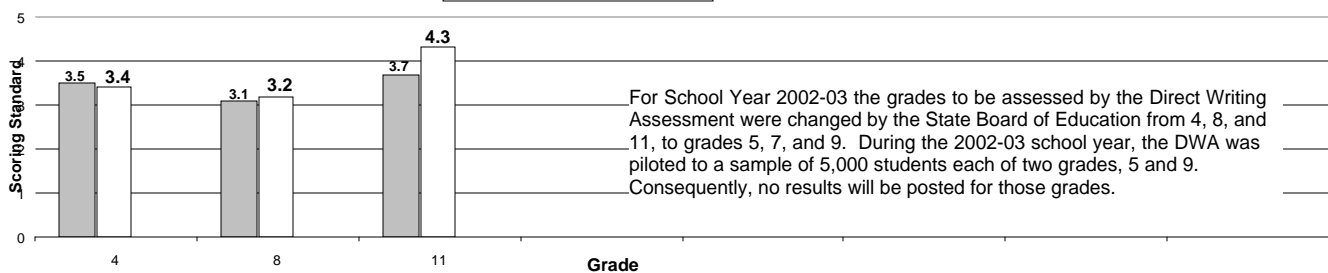 5
4
3
2
1
0
Scoring Standard
3.5
3.4
3.1
3.2
3.7
4.3
For School Year 2002-03 the grades to be assessed by the Direct Writing
Assessment were changed by the State Board of Education from 4, 8, and
11, to grades 5, 7, and 9. During the 2002-03 school year, the DWA was
piloted to a sample of 5,000 students each of two grades, 5 and 9.
Consequently, no results will be posted for those grades.
4
8
11
Grade